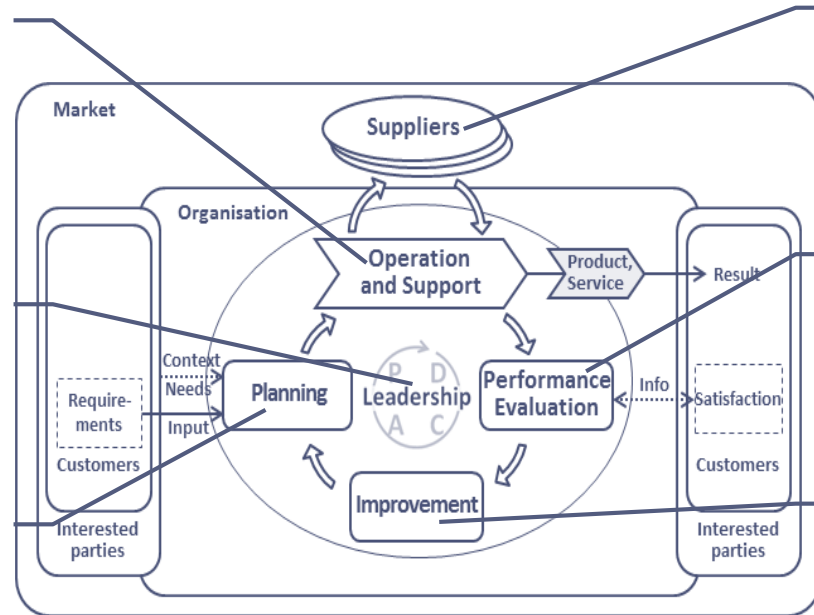 Market
Suppliers
Organisation
Operation
and Support
Product,
Service
Result
Context
Needs
Planning
P D
Leadership
A C
Performance
Evaluation
Info
Satisfaction
Require-
ments
Input
Customers
Customers
Improvement
Interested
parties
Interested
parties